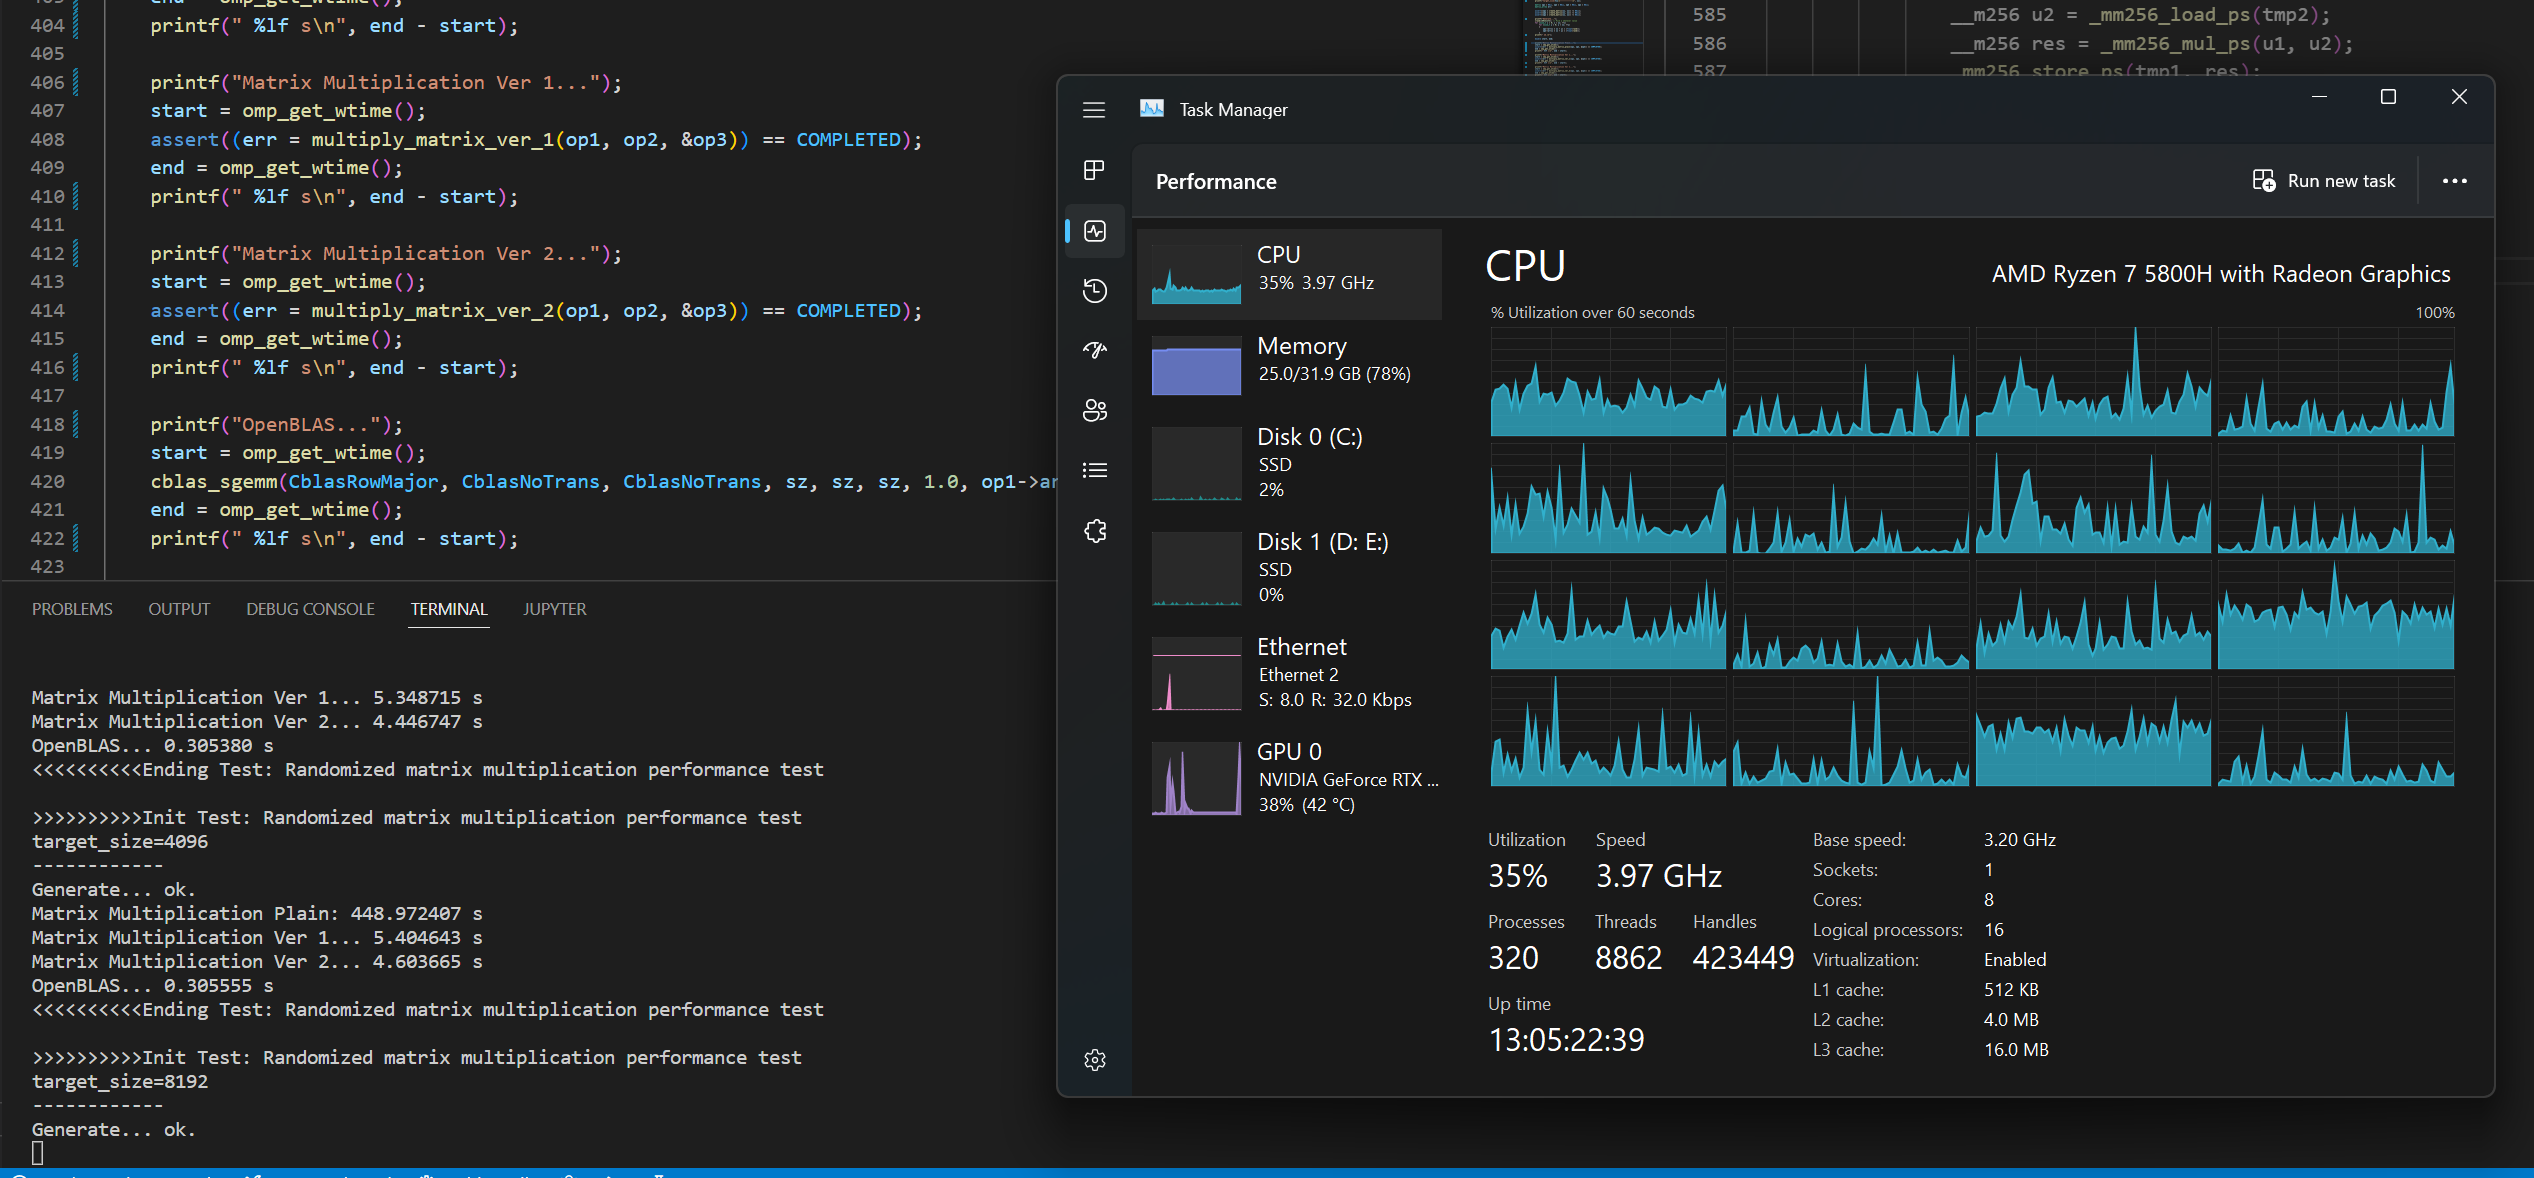 404 printf(" %lf s\n", end - start);
405
406 printf("Matrix Multiplication Ver 1...");
407 start = omp_get_wtime();
408 assert((err = multiply_matrix_ver_1(op1, op2, &op3)) == COMPLETED);
409 end = omp_get_wtime();
410 printf(" %lf s\n", end - start);
411
412 printf("Matrix Multiplication Ver 2...");
413 start = omp_get_wtime();
414 assert((err = multiply_matrix_ver_2(op1, op2, &op3)) == COMPLETED);
415 end = omp_get_wtime();
416 printf(" %lf s\n", end - start);
417
418 printf("OpenBLAS...");
419 start = omp_get_wtime();
420 cblas_sgemm(CblasRowMajor, CblasNoTrans, CblasNoTrans, sz, sz, sz, 1.0, op1->ar
421 end = omp_get_wtime();
422 printf(" %lf s\n", end - start);
423
585 __m256 u2 = _mm256_load_ps(tmp2);
586 __m256 res = _mm256_mul_ps(u1, u2);
587 _mm256_store_ps(tmp1, res);
PROBLEMS OUTPUT DEBUG CONSOLE TERMINAL JUPYTER
Matrix Multiplication Ver 1... 5.348715 s
Matrix Multiplication Ver 2... 4.446747 s
OpenBLAS... 0.305380 s
<<<<<<<<<<Ending Test: Randomized matrix multiplication performance test
>>>>>>>>>>Init Test: Randomized matrix multiplication performance test
target_size=4096
------------
Generate... ok.
Matrix Multiplication Plain: 448.972407 s
Matrix Multiplication Ver 1... 5.404643 s
Matrix Multiplication Ver 2... 4.603665 s
OpenBLAS... 0.305555 s
<<<<<<<<<<Ending Test: Randomized matrix multiplication performance test
>>>>>>>>>>Init Test: Randomized matrix multiplication performance test
target_size=8192
------------
Generate... ok.
Task Manager
Performance
Run new task
CPU
35% 3.97 GHz
Memory
25.0/31.9 GB (78%)
Disk 0 (C:)
SSD
2%
Disk 1 (D: E:)
SSD
0%
Ethernet
Ethernet 2
S: 8.0 R: 32.0 Kbps
GPU 0
NVIDIA GeForce RTX ...
38% (42 °C)
CPU
AMD Ryzen 7 5800H with Radeon Graphics
% Utilization over 60 seconds
100%
Utilization Speed
35% 3.97 GHz
Processes Threads Handles
320 8862 423449
Up time
13:05:22:39
Base speed: 3.20 GHz
Sockets: 1
Cores: 8
Logical processors: 16
Virtualization: Enabled
L1 cache: 512 KB
L2 cache: 4.0 MB
L3 cache: 16.0 MB